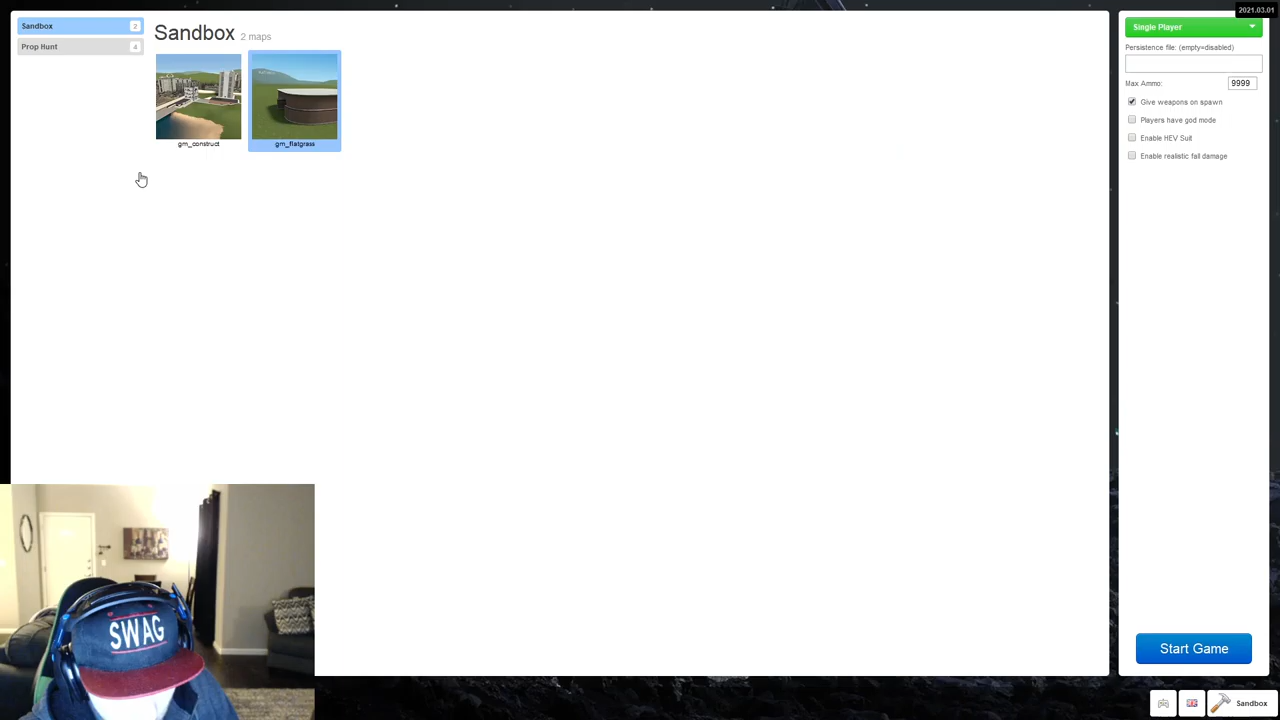 2021.03.01
Sandbox 2
Prop Hunt 4
Sandbox 2 maps
gm_construct
gm_flatgrass
Single Player
Persistence file: (empty=disabled)
Max Ammo: 9999
Give weapons on spawn
Players have god mode
Enable HEV Suit
Enable realistic fall damage
SWAG
Start Game
Sandbox